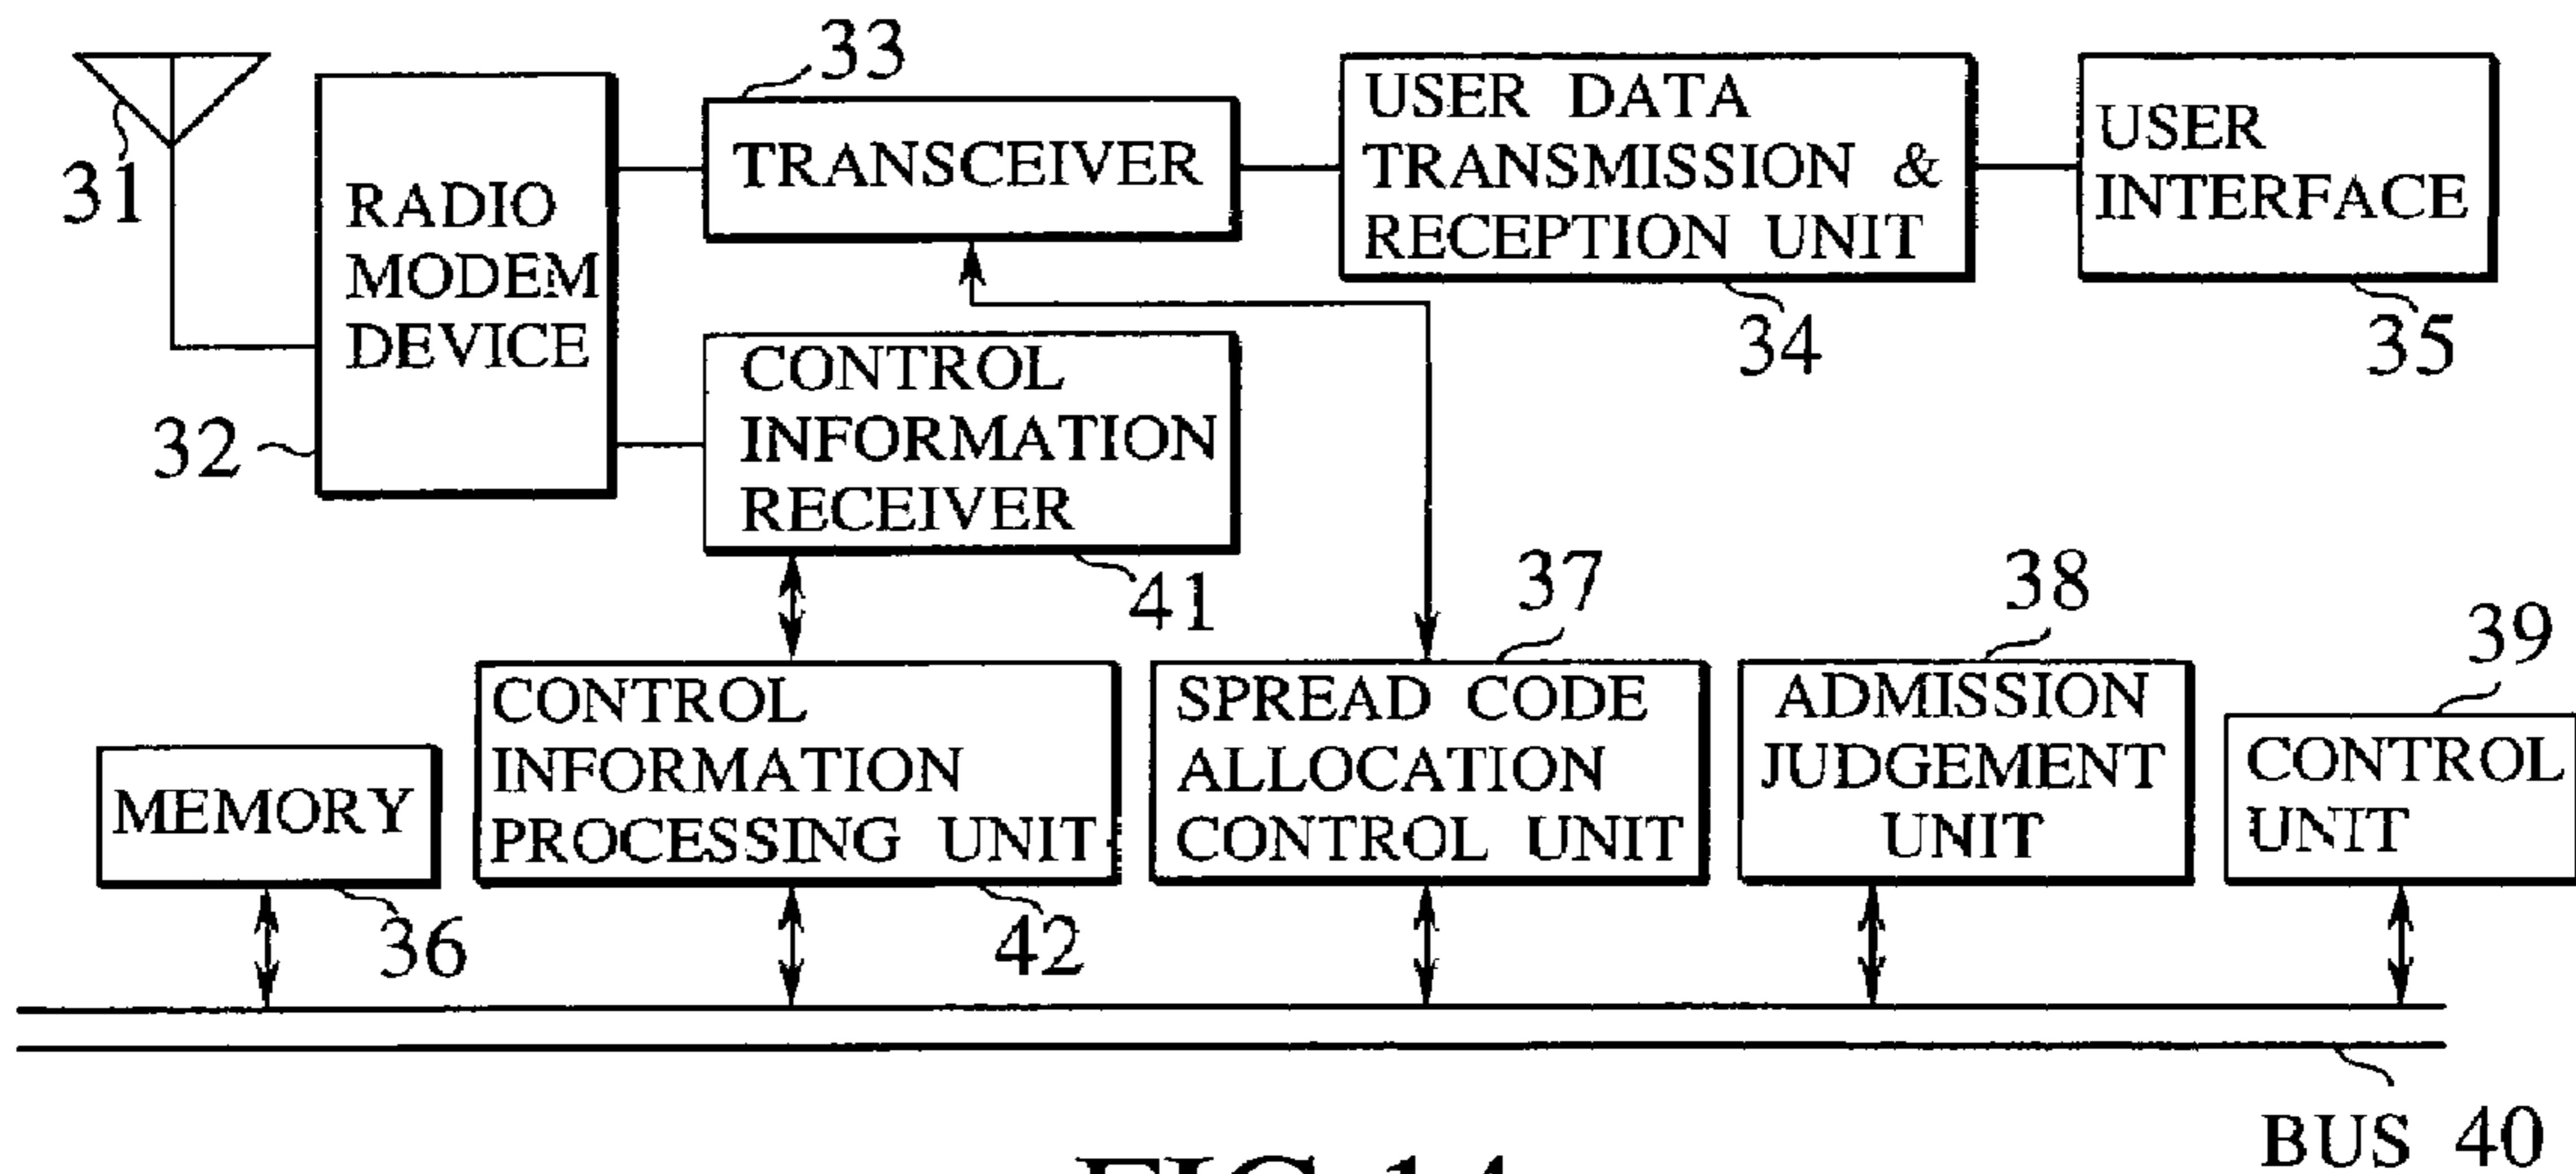 33
31
RADIO
MODEM
DEVICE
32
TRANSCEIVER
USER DATA
TRANSMISSION &
RECEPTION UNIT
34
USER
INTERFACE
35
CONTROL
INFORMATION
RECEIVER
41
37
38
39
MEMORY
36
CONTROL
INFORMATION
PROCESSING UNIT
42
SPREAD CODE
ALLOCATION
CONTROL UNIT
ADMISSION
JUDGEMENT
UNIT
CONTROL
UNIT
BUS 40
FIG.14